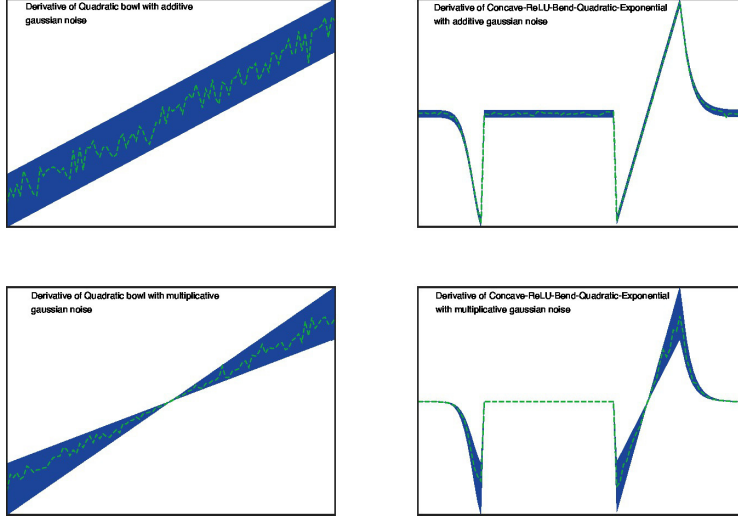 Derivative of Quadratic bowl with additive
gaussian noise
Derivative of Concave-ReLU-Bend-Quadratic-Exponential
with additive gaussian noise
Derivative of Quadratic bowl with multiplicative
gaussian noise
Derivative of Concave-ReLU-Bend-Quadratic-Exponential
with multiplicative gaussian noise